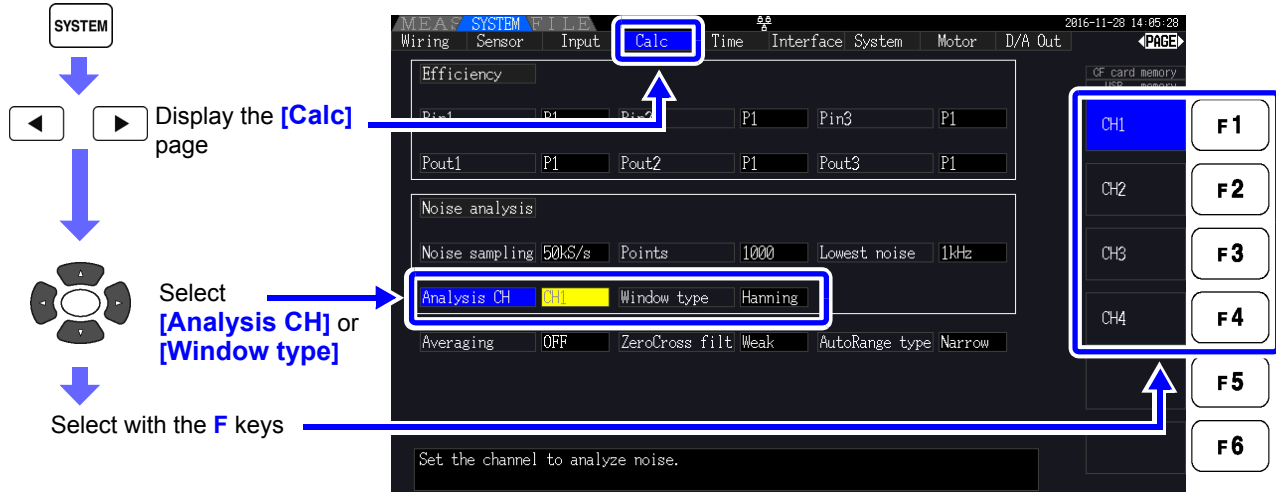 SYSTEM
Display the [Calc]
page
Select
[Analysis CH] or
[Window type]
Select with the F keys
MEAS SYSTEM FILE 2016-11-28 14:05:28
Wiring Sensor Input Calc Time Interface System Motor D/A Out PAGE
Efficiency
Pin1 P1 Pin2 P1 Pin3 P1
Pout1 P1 Pout2 P1 Pout3 P1
Noise analysis
Noise sampling 50kS/s Points 1000 Lowest noise 1kHz
Analysis CH CH1 Window type Hanning
Averaging OFF ZeroCross filt Weak AutoRange type Narrow
Set the channel to analyze noise.
CF card memory
USB memory
CH1 F1
CH2 F2
CH3 F3
CH4 F4
F5
F6